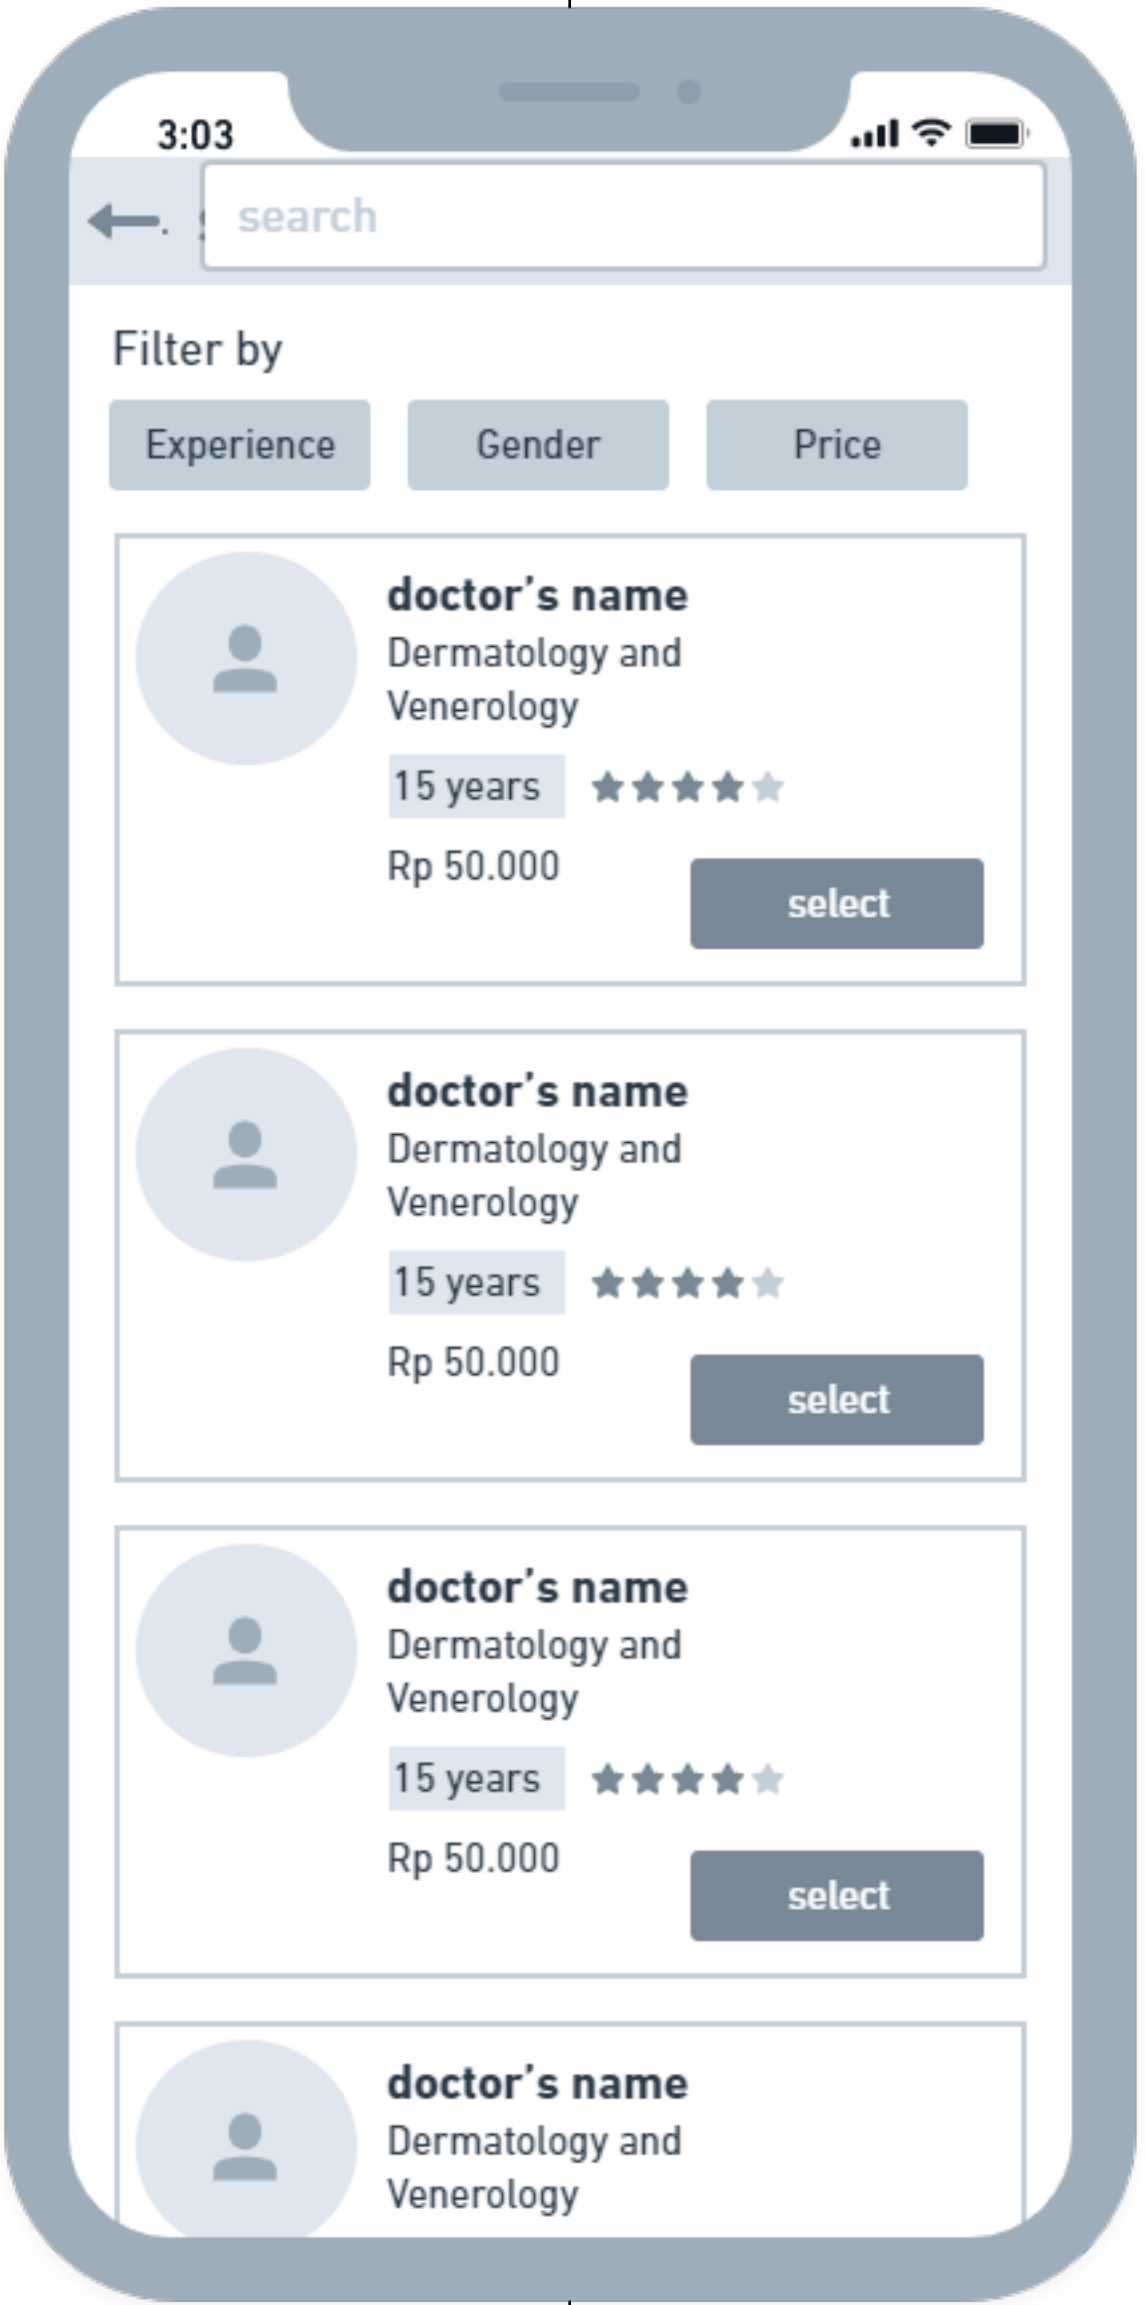 3:03
search
Filter by
Experience Gender Price
doctor's name
Dermatology and
Venerology
15 years
Rp 50.000
select
doctor's name
Dermatology and
Venerology
15 years
Rp 50.000
select
doctor's name
Dermatology and
Venerology
15 years
Rp 50.000
select
doctor's name
Dermatology and
Venerology